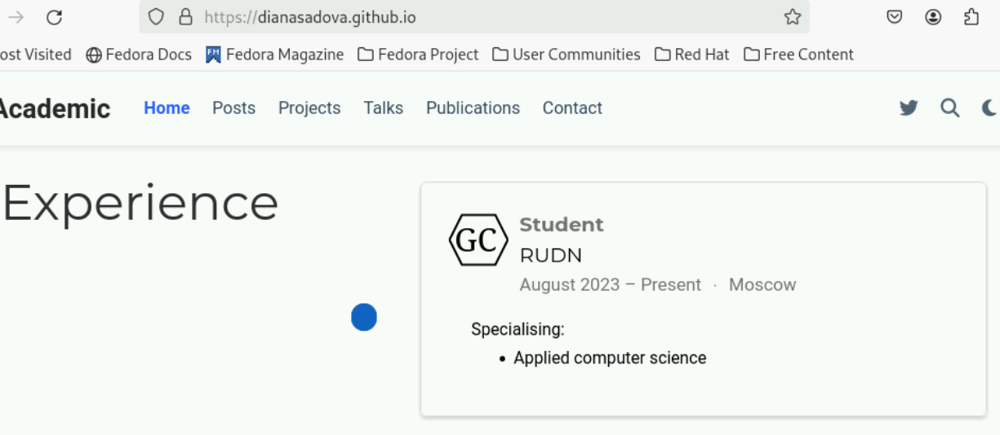 https://dianasadova.github.io
ost Visited Fedora Docs FM Fedora Magazine Fedora Project User Communities Red Hat Free Content
Academic Home Posts Projects Talks Publications Contact
Experience
GC Student
RUDN
August 2023 – Present · Moscow
Specialising:
• Applied computer science